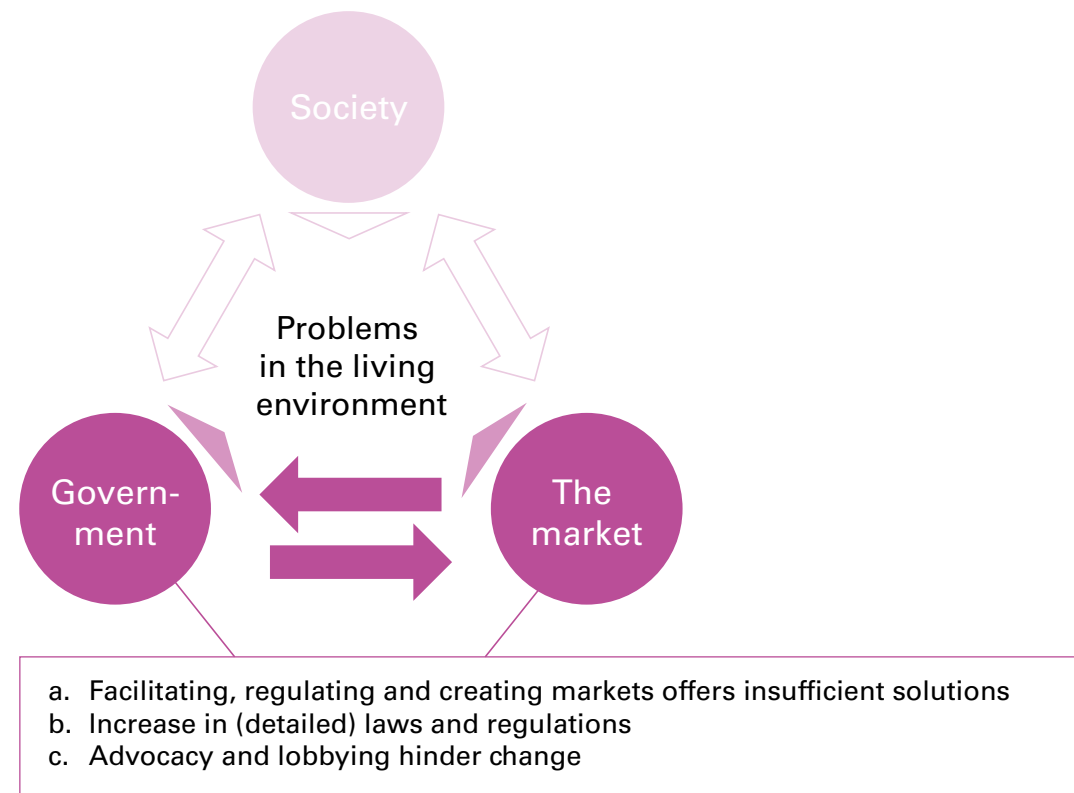 Society
Problems
in the living
environment
Govern-
ment
The
market
a. Facilitating, regulating and creating markets offers insufficient solutions
b. Increase in (detailed) laws and regulations
c. Advocacy and lobbying hinder change